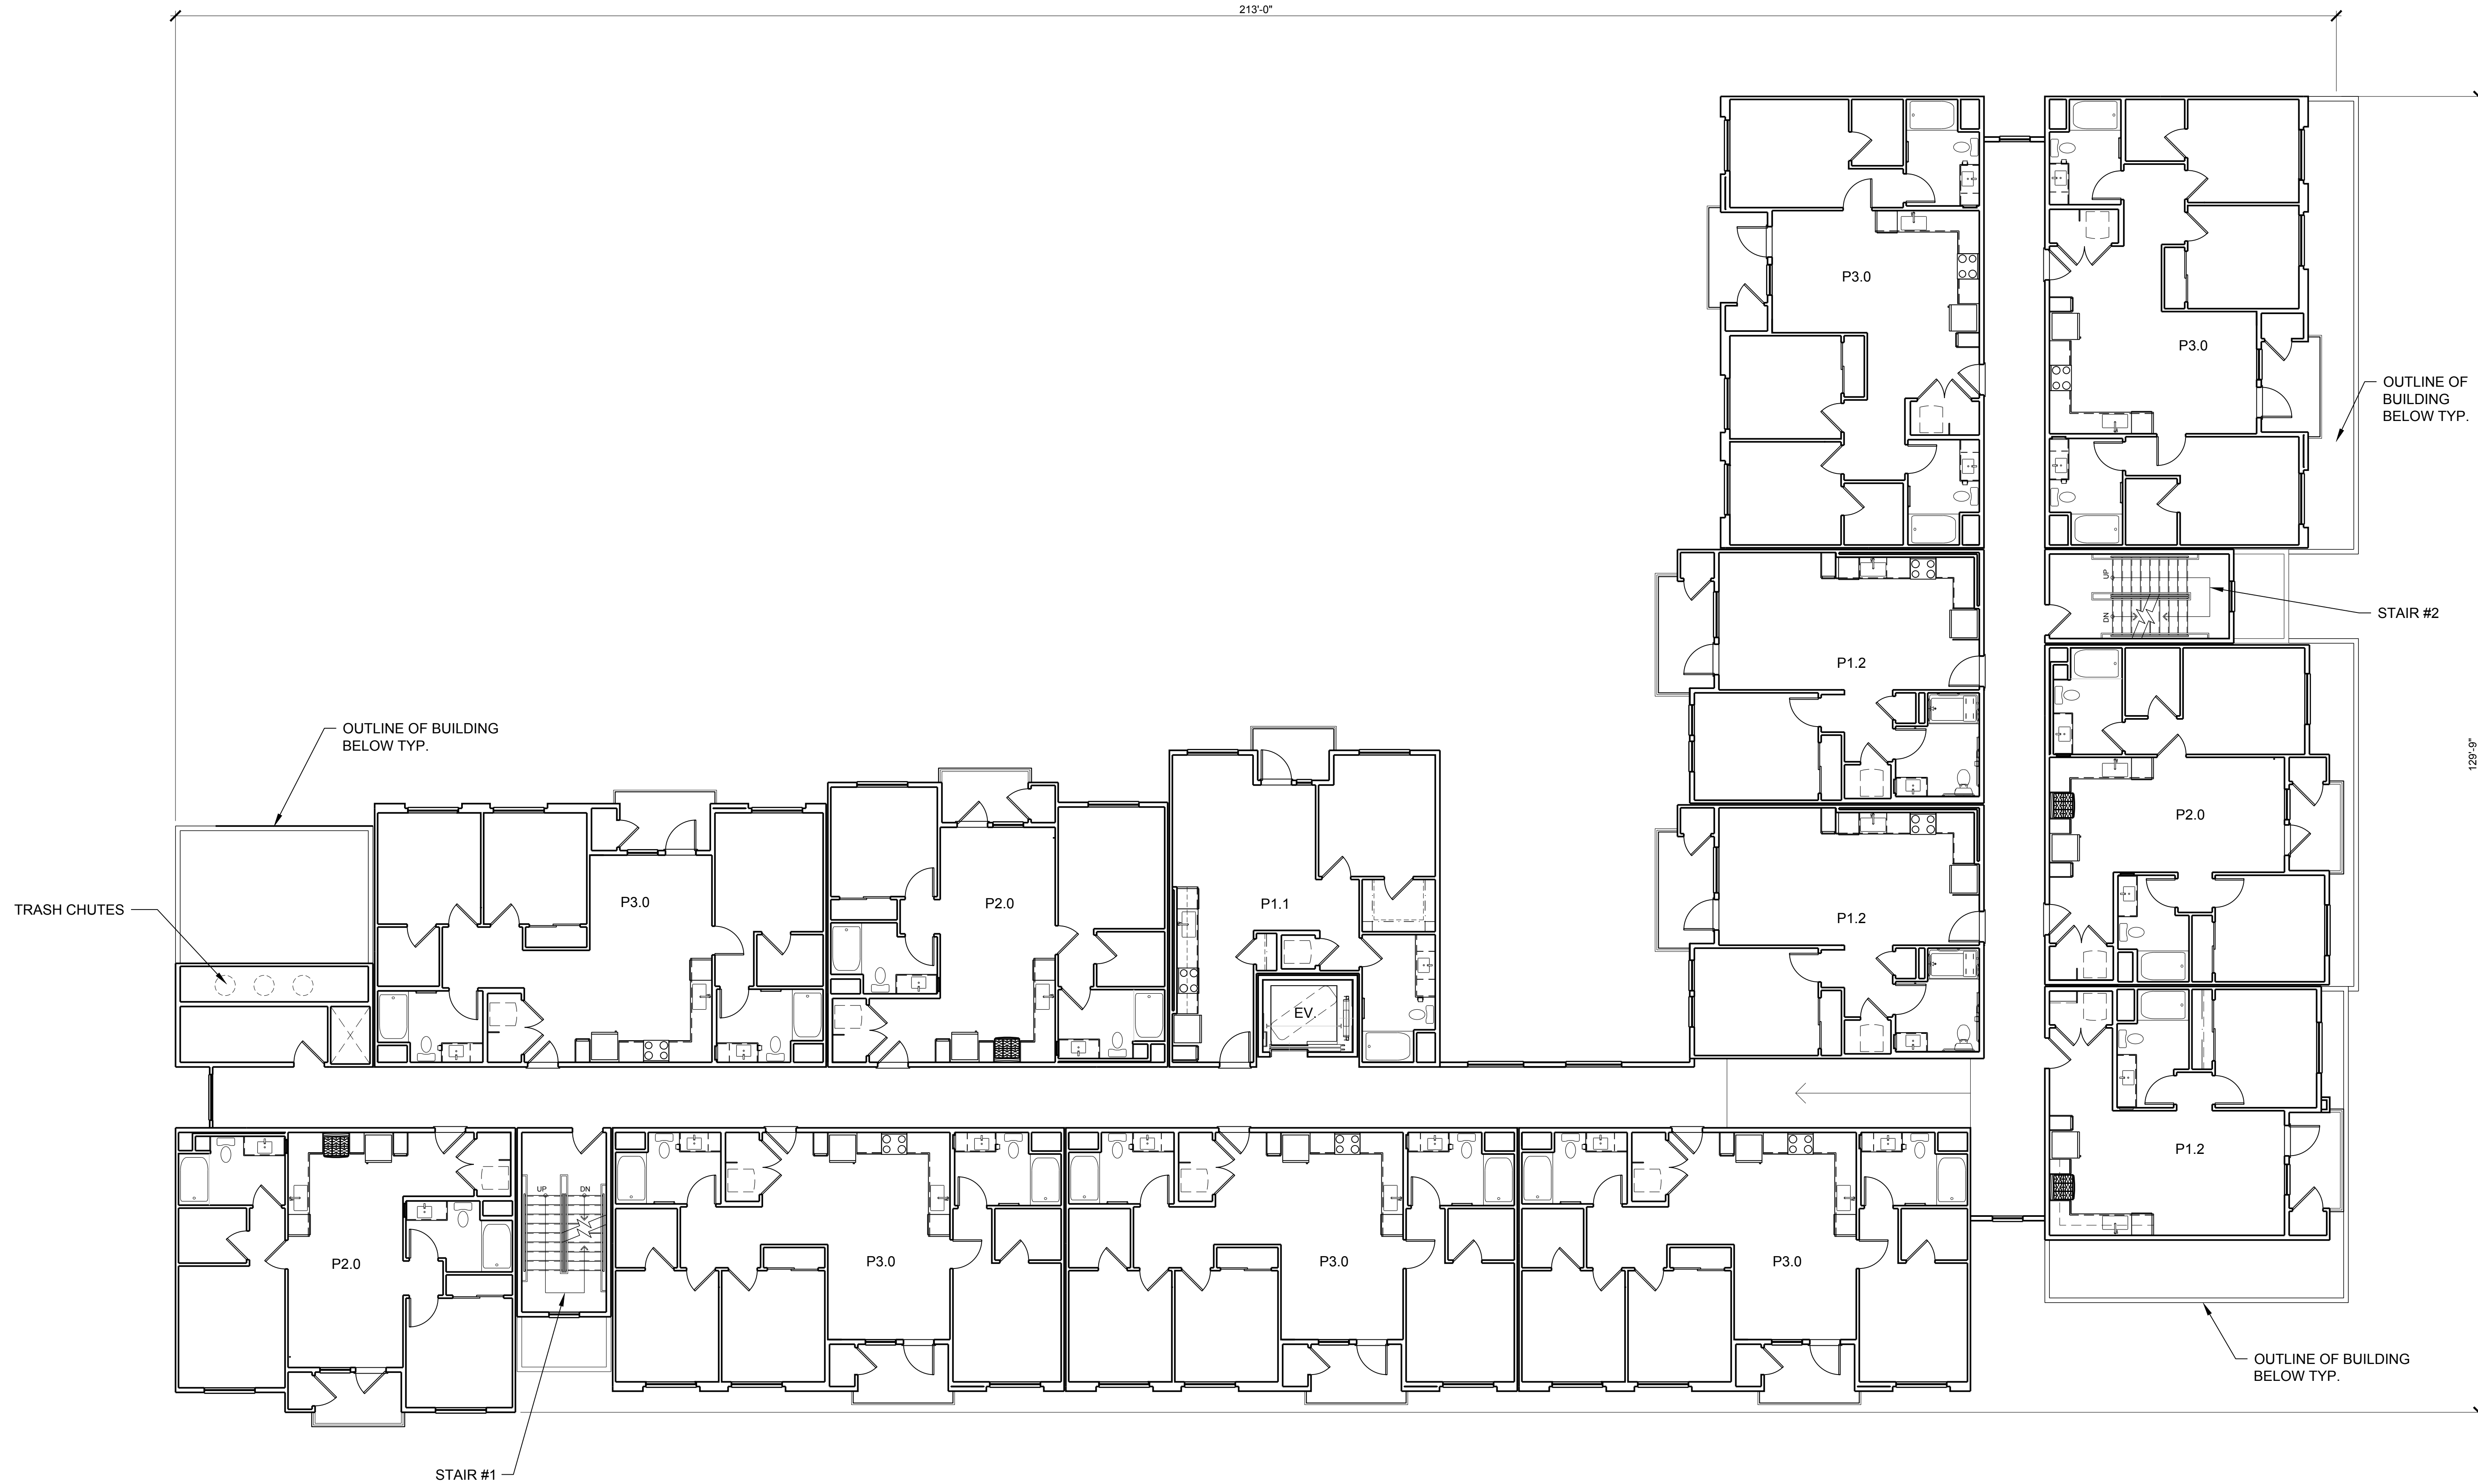 213'-0"
P3.0
P3.0
OUTLINE OF
BUILDING
BELOW TYP.
UP
DN
STAIR #2
P1.2
OUTLINE OF BUILDING
BELOW TYP.
129'-9"
P2.0
P3.0
P2.0
P1.1
TRASH CHUTES
P1.2
EV.
P1.2
UP
DN
P2.0
P3.0
P3.0
P3.0
OUTLINE OF BUILDING
BELOW TYP.
STAIR #1